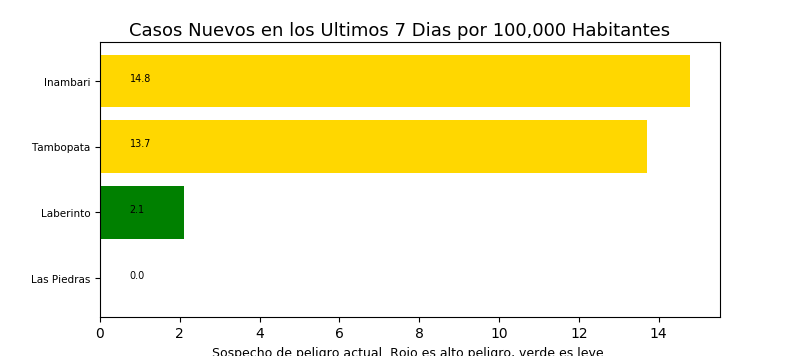 Casos Nuevos en los Ultimos 7 Dias por 100,000 Habitantes
Inambari 14.8
Tambopata 13.7
Laberinto 2.1
Las Piedras 0.0
0 2 4 6 8 10 12 14
Sospecho de peligro actual. Rojo es alto peligro, verde es leve